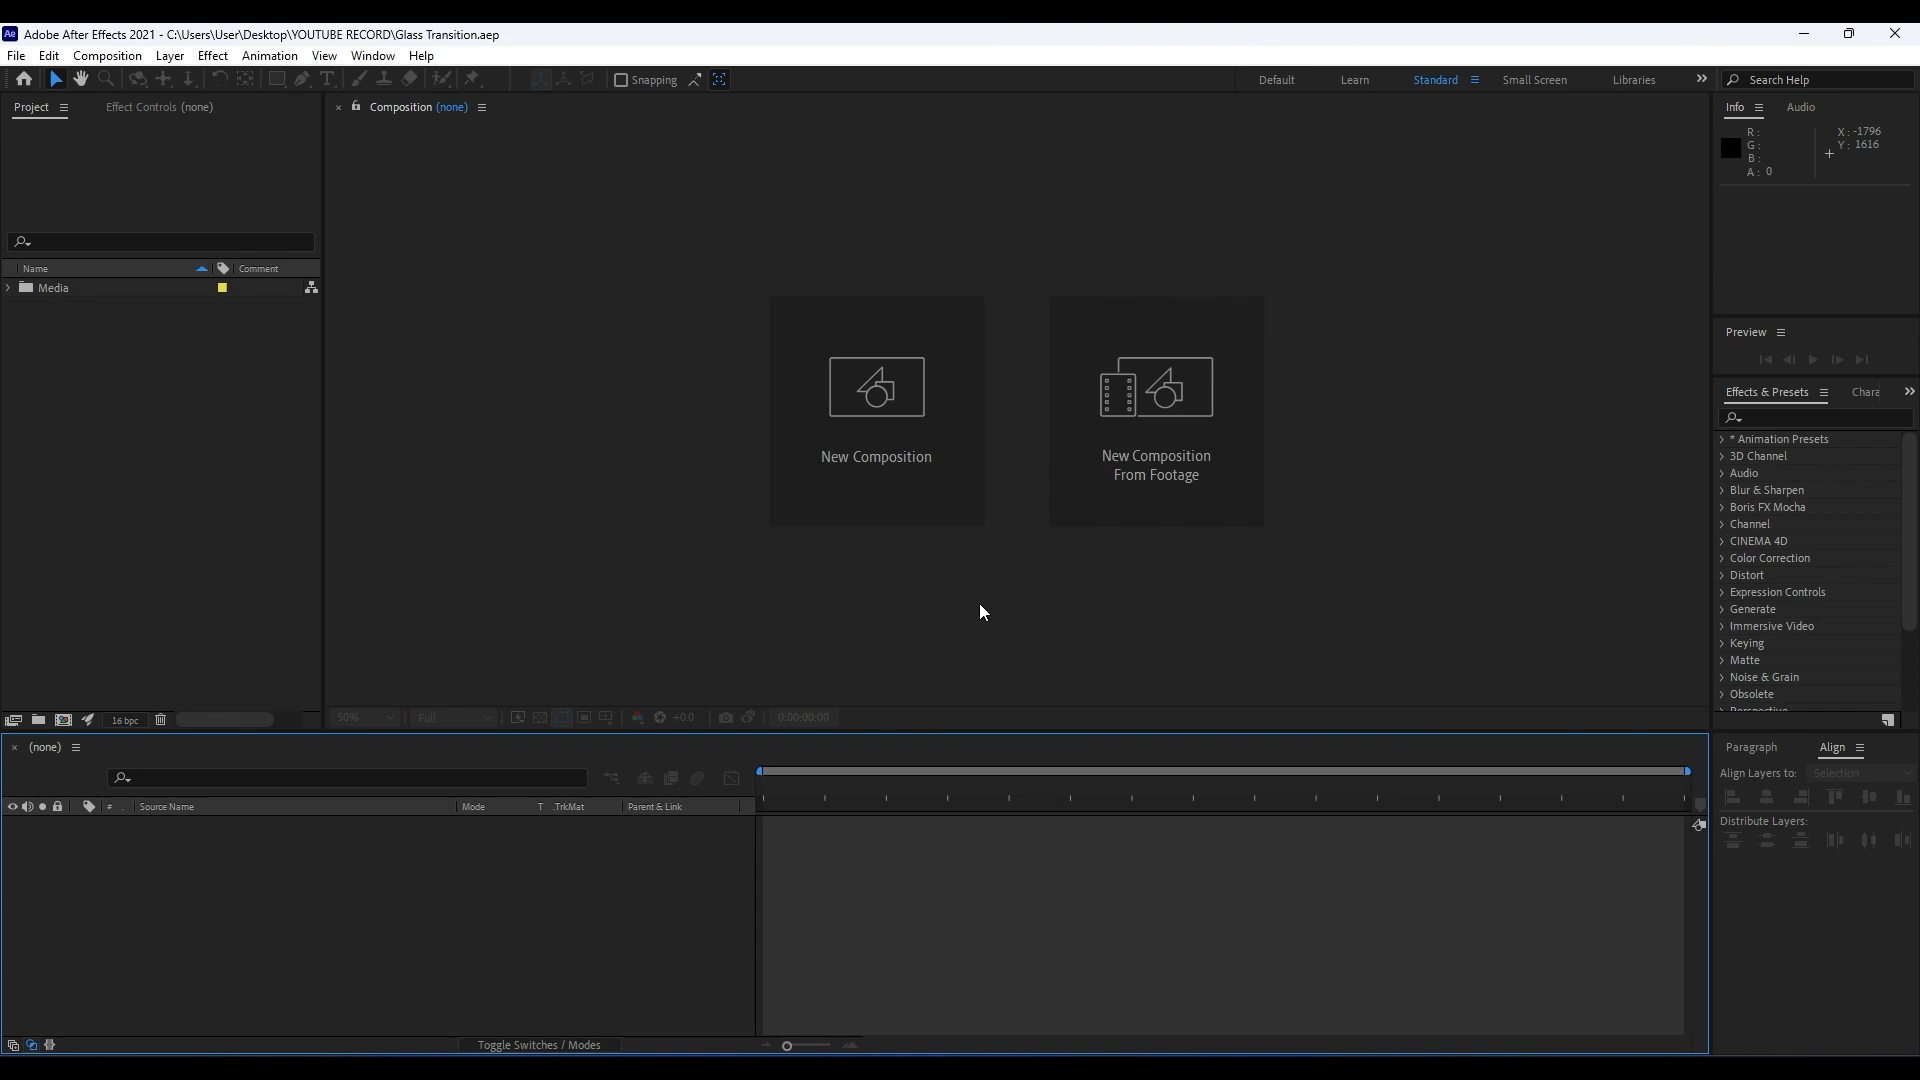 Ae Adobe After Effects 2021 - C:\Users\User\Desktop\YOUTUBE RECORD\Glass Transition.aep
File Edit Composition Layer Effect Animation View Window Help
Snapping Default Learn Standard Small Screen Libraries Search Help
Project Effect Controls (none)
Composition (none)
Info Audio
R:
G:
B:
A: 0
X: -1796
Y: 1616
Name Comment
Media
New Composition
New Composition
From Footage
Preview
Effects & Presets Chara
* Animation Presets
3D Channel
Audio
Blur & Sharpen
Boris FX Mocha
Channel
CINEMA 4D
Color Correction
Distort
Expression Controls
Generate
Immersive Video
Keying
Matte
Noise & Grain
Obsolete
16 bpc
50% Full +0.0 0:00:00:00
(none)
# Source Name Mode T .TrkMat Parent & Link
Toggle Switches / Modes
Paragraph Align
Align Layers to: Selection
Distribute Layers: